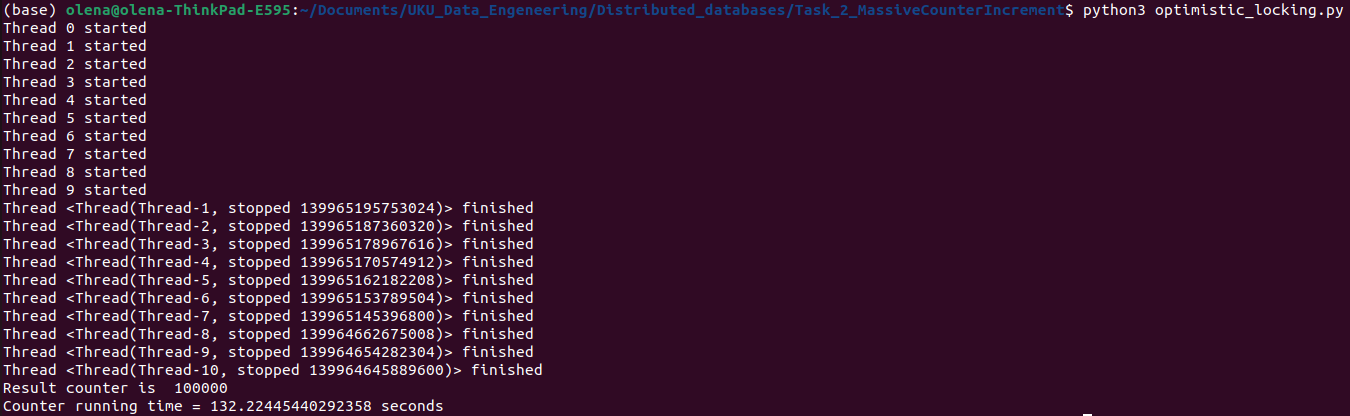 (base) olena@olena-ThinkPad-E595:~/Documents/UKU_Data_Engeneering/Distributed_databases/Task_2_MassiveCounterIncrement$ python3 optimistic_locking.py
Thread 0 started
Thread 1 started
Thread 2 started
Thread 3 started
Thread 4 started
Thread 5 started
Thread 6 started
Thread 7 started
Thread 8 started
Thread 9 started
Thread <Thread(Thread-1, stopped 139965195753024)> finished
Thread <Thread(Thread-2, stopped 139965187360320)> finished
Thread <Thread(Thread-3, stopped 139965178967616)> finished
Thread <Thread(Thread-4, stopped 139965170574912)> finished
Thread <Thread(Thread-5, stopped 139965162182208)> finished
Thread <Thread(Thread-6, stopped 139965153789504)> finished
Thread <Thread(Thread-7, stopped 139965145396800)> finished
Thread <Thread(Thread-8, stopped 139964662675008)> finished
Thread <Thread(Thread-9, stopped 139964654282304)> finished
Thread <Thread(Thread-10, stopped 139964645889600)> finished
Result counter is  100000
Counter running time = 132.22445440292358 seconds